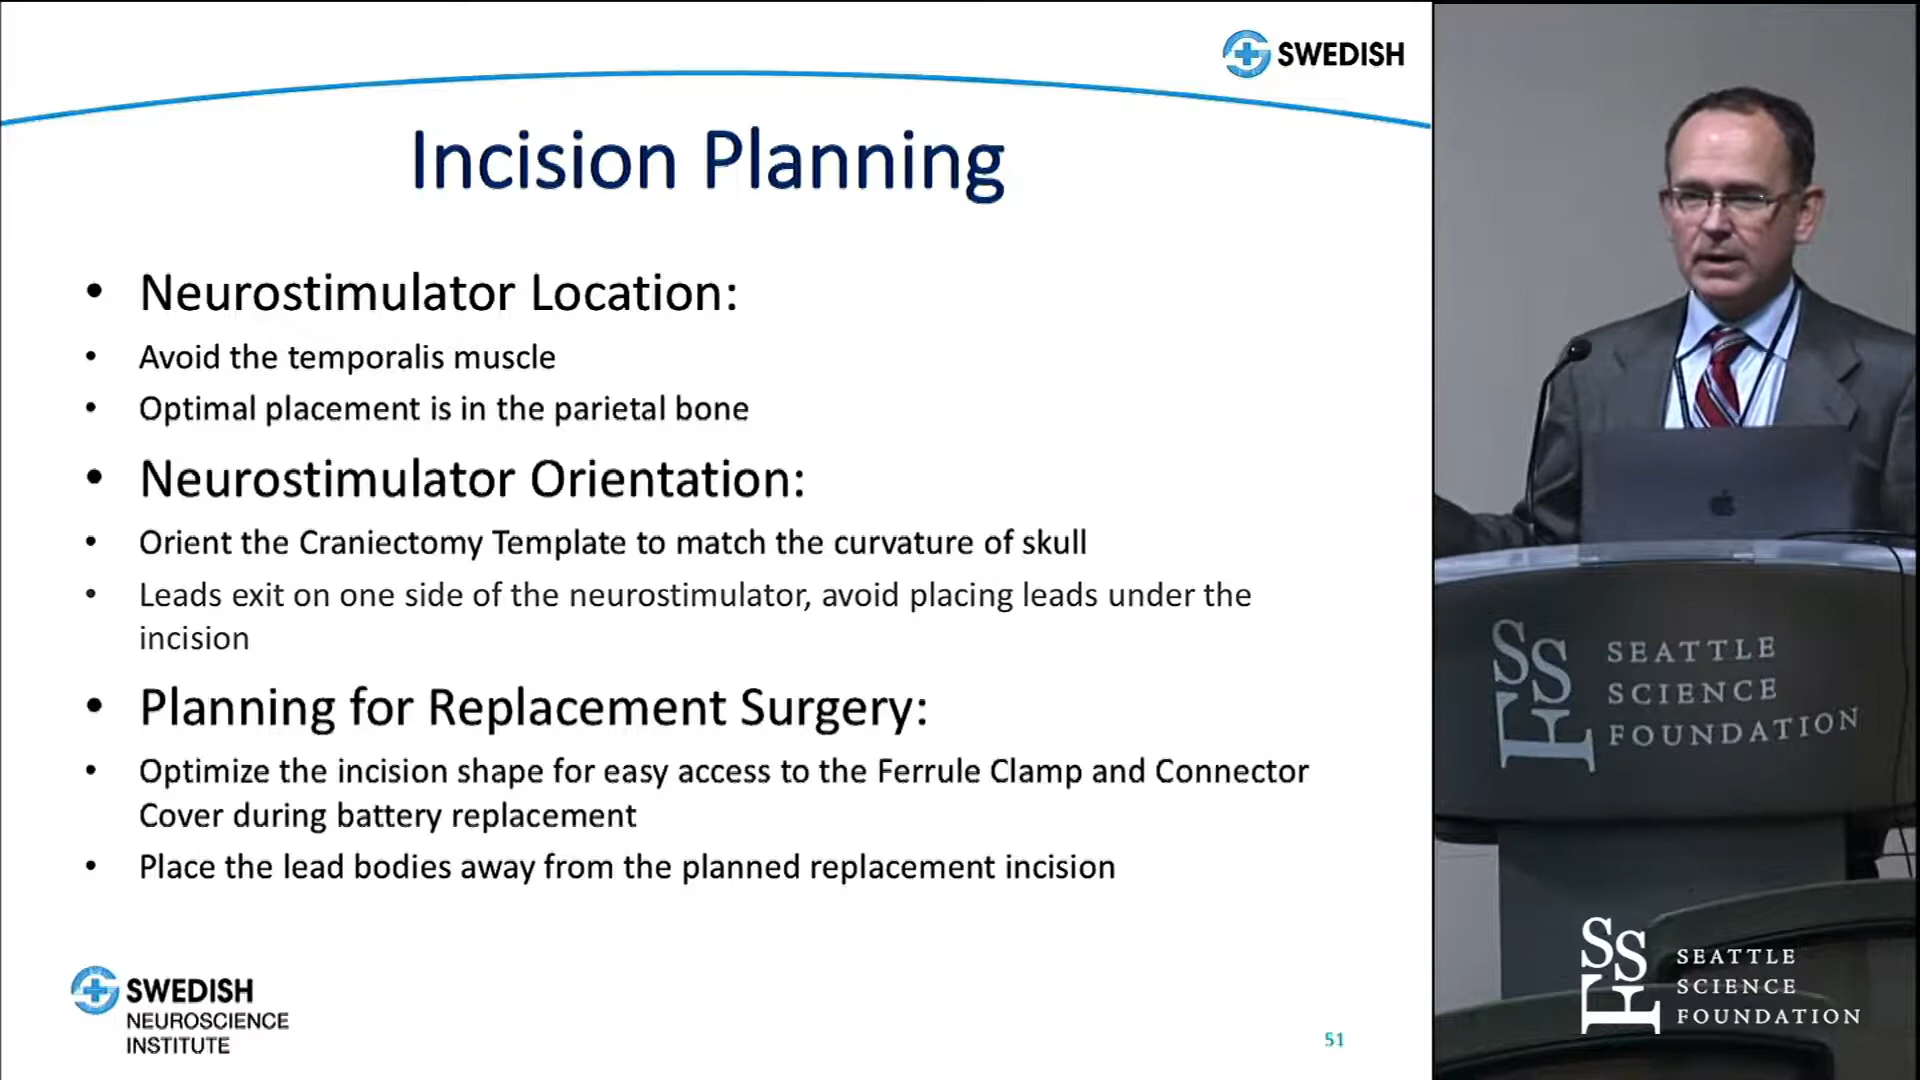 SWEDISH
Incision Planning
• Neurostimulator Location:
• Avoid the temporalis muscle
• Optimal placement is in the parietal bone
• Neurostimulator Orientation:
• Orient the Craniectomy Template to match the curvature of skull
• Leads exit on one side of the neurostimulator, avoid placing leads under the
incision
• Planning for Replacement Surgery:
• Optimize the incision shape for easy access to the Ferrule Clamp and Connector
Cover during battery replacement
• Place the lead bodies away from the planned replacement incision
SWEDISH
NEUROSCIENCE
INSTITUTE
51
SSF
SEATTLE
SCIENCE
FOUNDATION
SSF
SEATTLE
SCIENCE
FOUNDATION